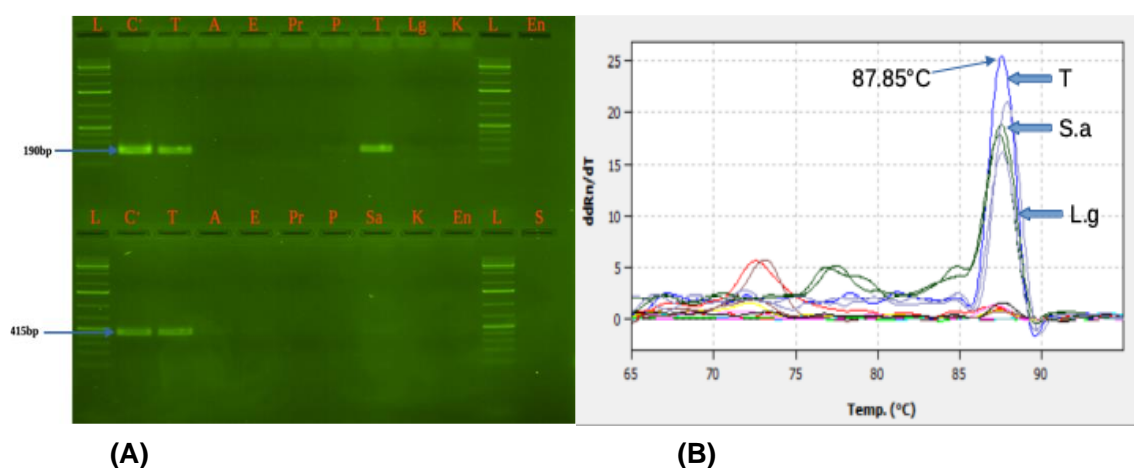 L C' T A E Pr P T Lg K L En
190bp
L C' T A E Pr P Sa K En L S
415bp
(A)
25
20
15
10
5
0
ddRn/dT
87.85°C
T
S.a
L.g
65 70 75 80 85 90
Temp. (°C)
(B)